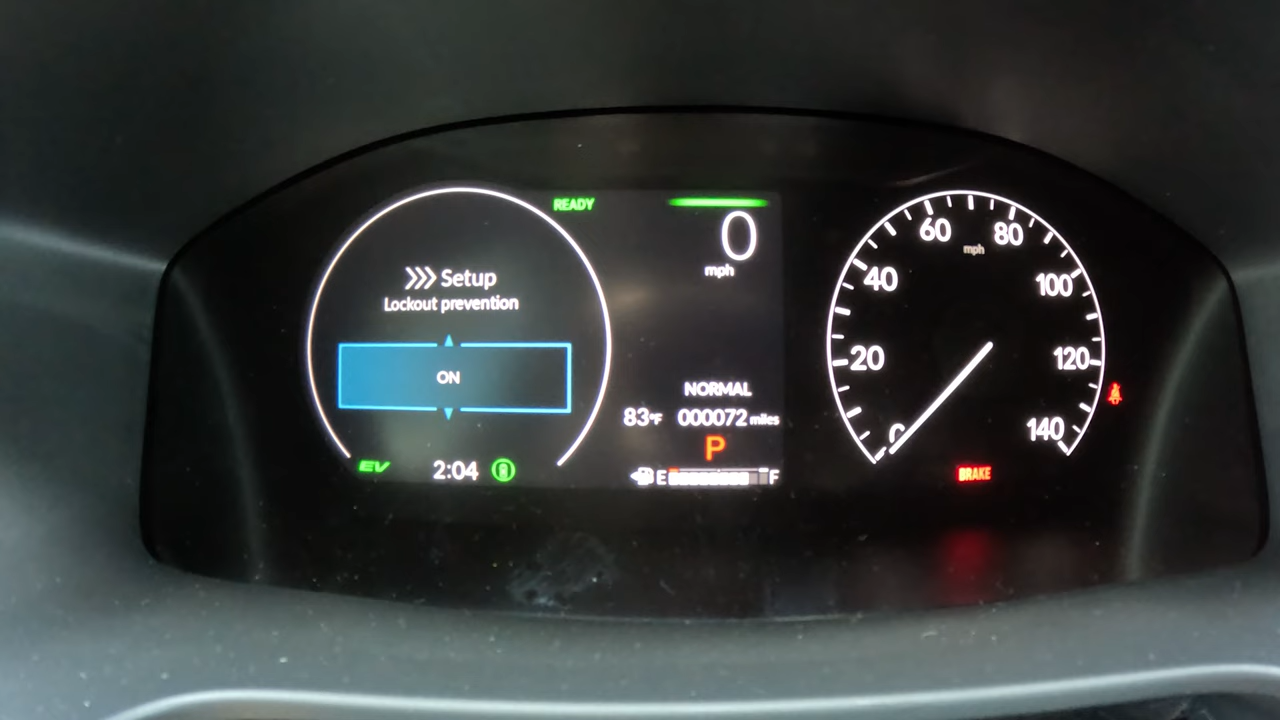 READY
0
mph
Setup
Lockout prevention
ON
NORMAL
83°F 000072 miles
P
EV 2:04
E F
0 20 40 60 80 100 120 140
mph
BRAKE